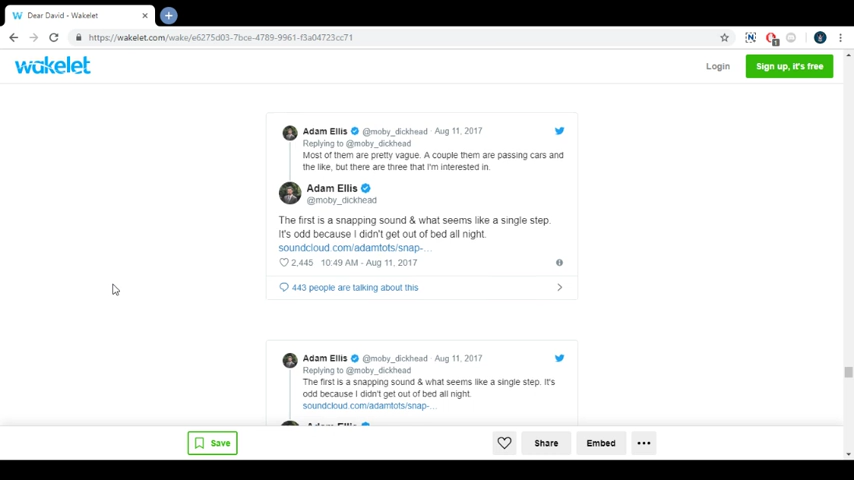 Dear David - Wakelet
https://wakelet.com/wake/e6275d03-7bce-4789-9961-f3a04723cc71
wakelet
Login
Sign up, it's free
Adam Ellis @moby_dickhead · Aug 11, 2017
Replying to @moby_dickhead
Most of them are pretty vague. A couple them are passing cars and
the like, but there are three that I'm interested in.
Adam Ellis
@moby_dickhead
The first is a snapping sound & what seems like a single step.
It's odd because I didn't get out of bed all night.
soundcloud.com/adamtots/snap-…
2,445 10:49 AM - Aug 11, 2017
443 people are talking about this
Adam Ellis @moby_dickhead · Aug 11, 2017
Replying to @moby_dickhead
The first is a snapping sound & what seems like a single step. It's
odd because I didn't get out of bed all night.
soundcloud.com/adamtots/snap-…
Adam Ellis
Save
Share
Embed